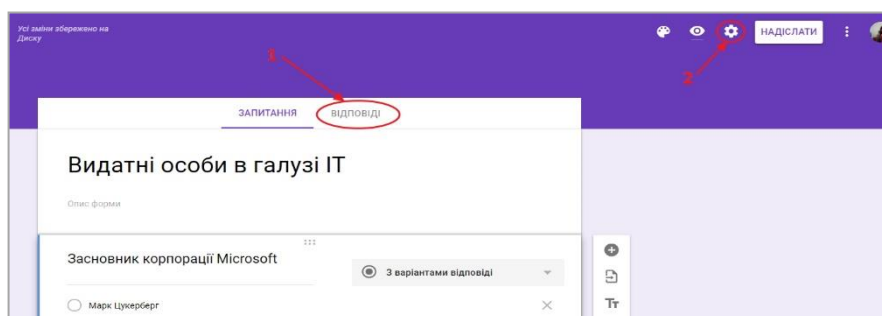 Усі зміни збережено на
Диску
НАДІСЛАТИ
1
2
ЗАПИТАННЯ ВІДПОВІДІ
Видатні особи в галузі ІТ
Опис форми
Засновник корпорації Microsoft
З варіантами відповіді
Марк Цукерберг
Тт